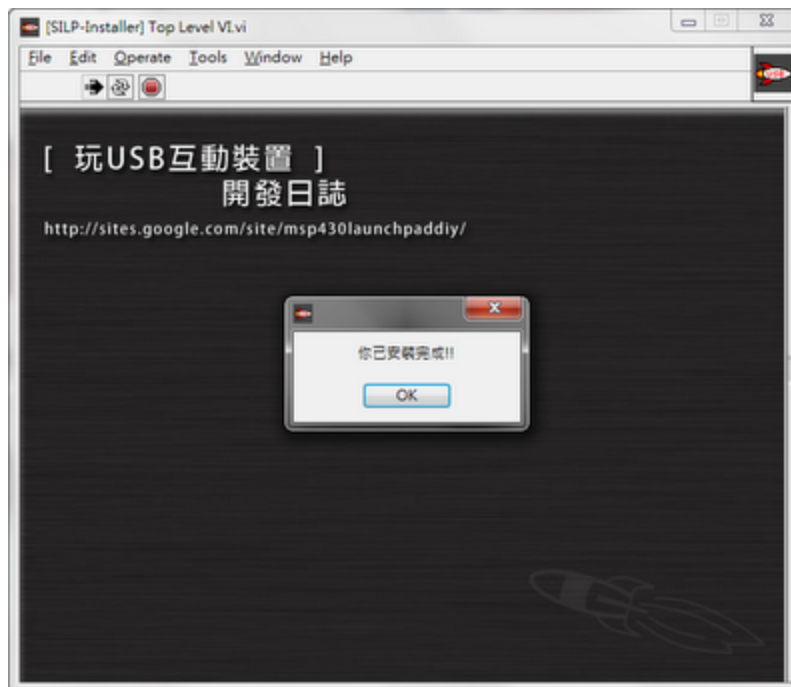 [SILP-Installer] Top Level VI.vi
File Edit Operate Tools Window Help
USB
[ 玩USB互動裝置 ]
開發日誌
http://sites.google.com/site/msp430launchpaddiy/
你已安裝完成!!
OK